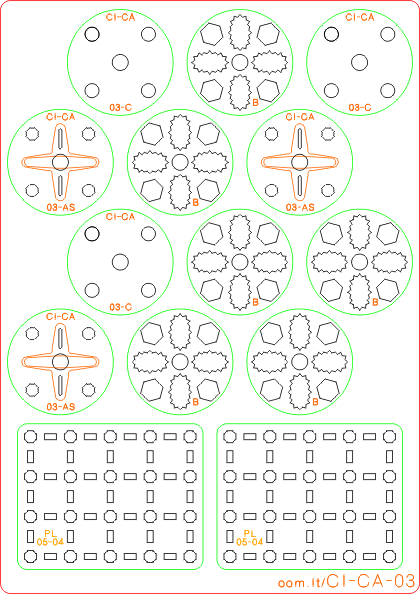 CI-CA
CI-CA
03-C
B
03-C
CI-CA
CI-CA
03-AS
B
03-AS
CI-CA
03-C
B
B
CI-CA
03-AS
B
B
PL
05-04
PL
05-04
oom.it/CI-CA-03